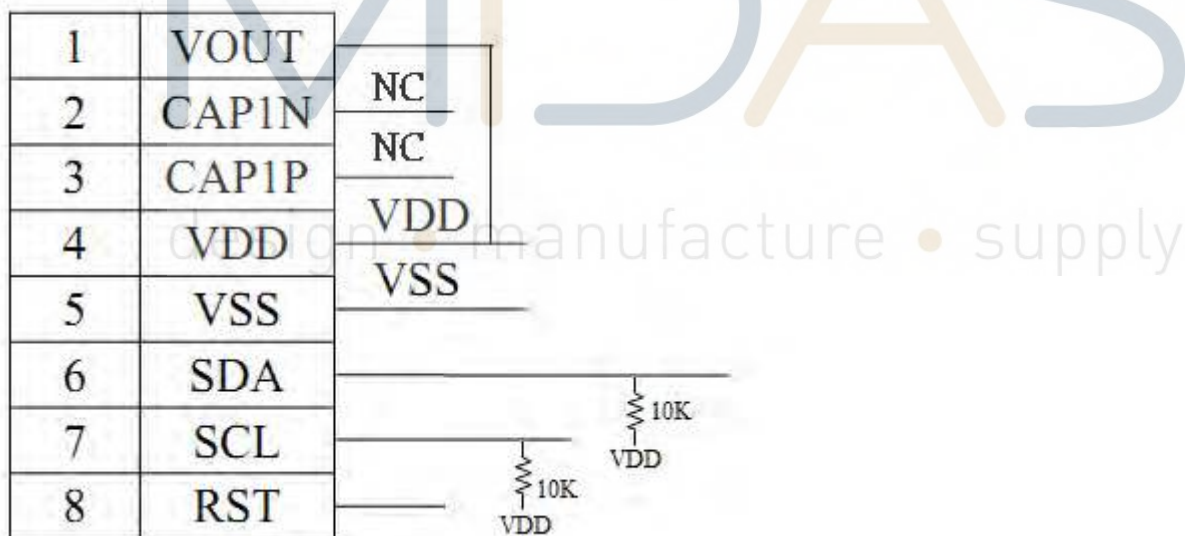 MIDAS
design • manufacture • supply
1 VOUT
2 CAP1N NC
3 CAP1P NC
4 VDD VDD
5 VSS VSS
6 SDA
10K
VDD
7 SCL
10K
VDD
8 RST